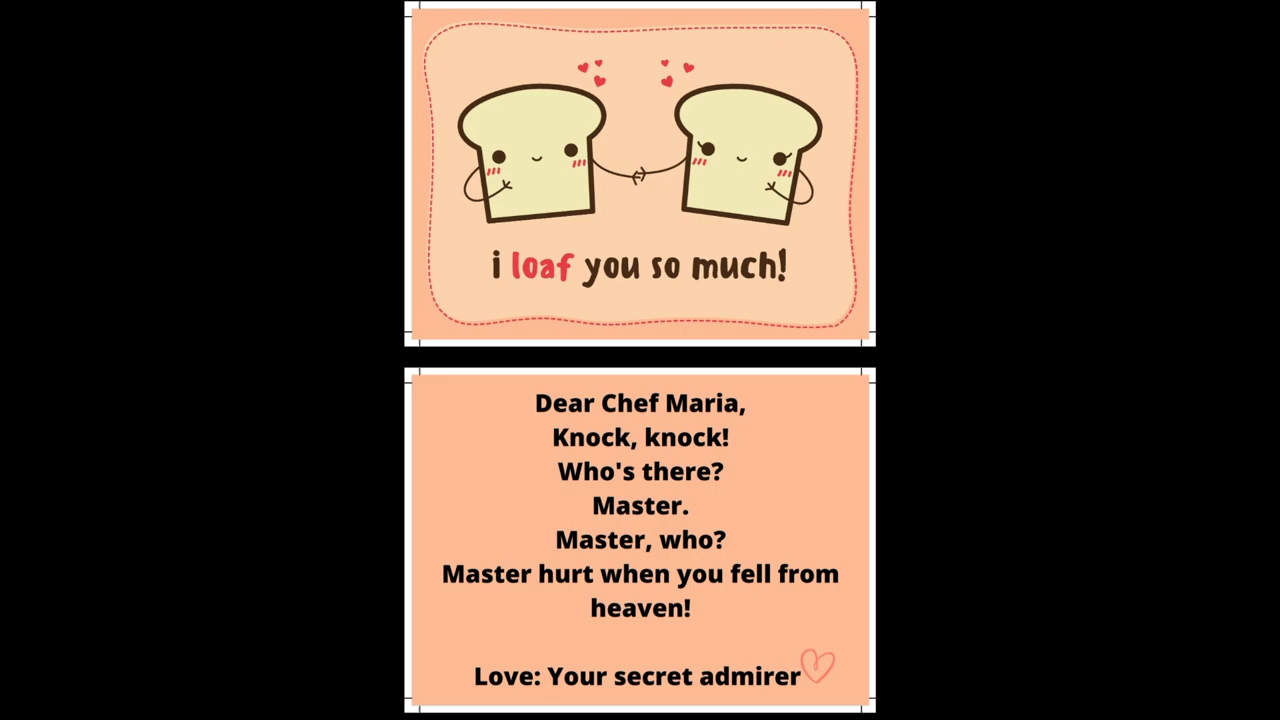 i loaf you so much!
Dear Chef Maria,
Knock, knock!
Who's there?
Master.
Master, who?
Master hurt when you fell from
heaven!
Love: Your secret admirer